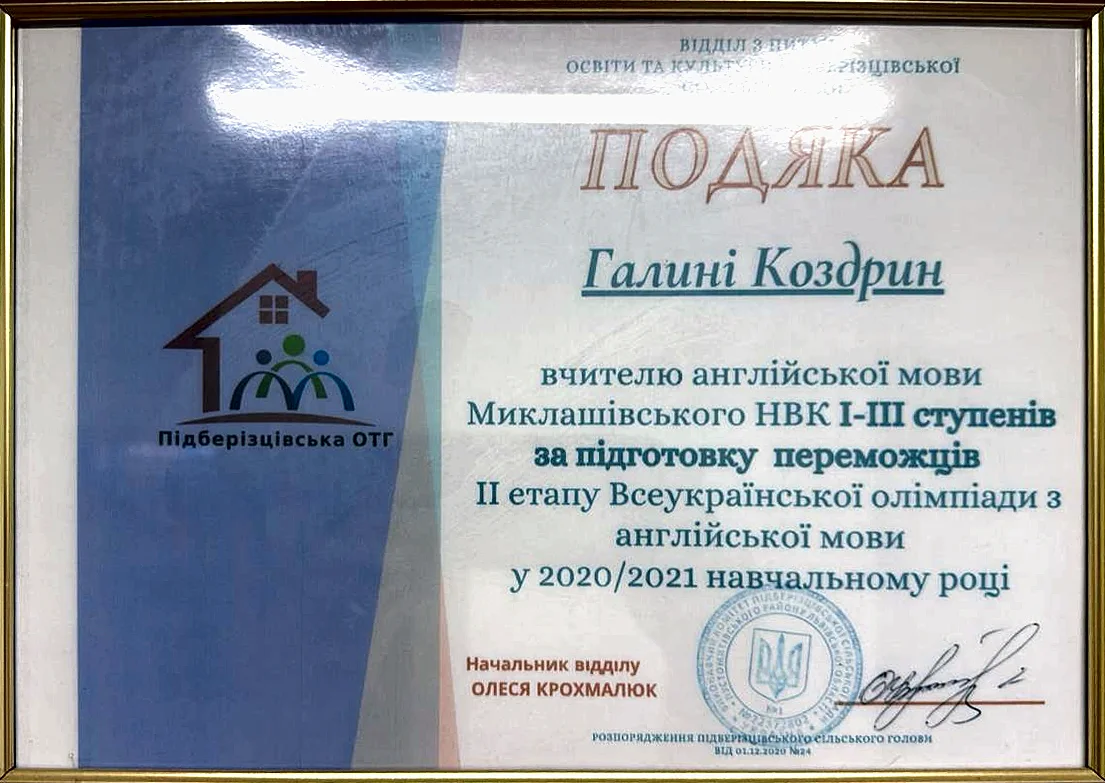 ВІДДІЛ З
ОСВІТИ ТА
ПОДЯКА
Галині Коздрин
вчителю англійської мови
Миклашівського НВК І-ІІІ ступенів
за підготовку переможців
ІІ етапу Всеукраїнської олімпіади з
англійської мови
у 2020/2021 навчальному році
Підберізцівська ОТГ
Начальник відділу
ОЛЕСЯ КРОХМАЛЮК
№1
РОЗПОРЯДЖЕННЯ ПІДБЕРІЗЦІВСЬКОГО СІЛЬСЬКОГО ГОЛОВИ
ВІД 01.12.2020 №24